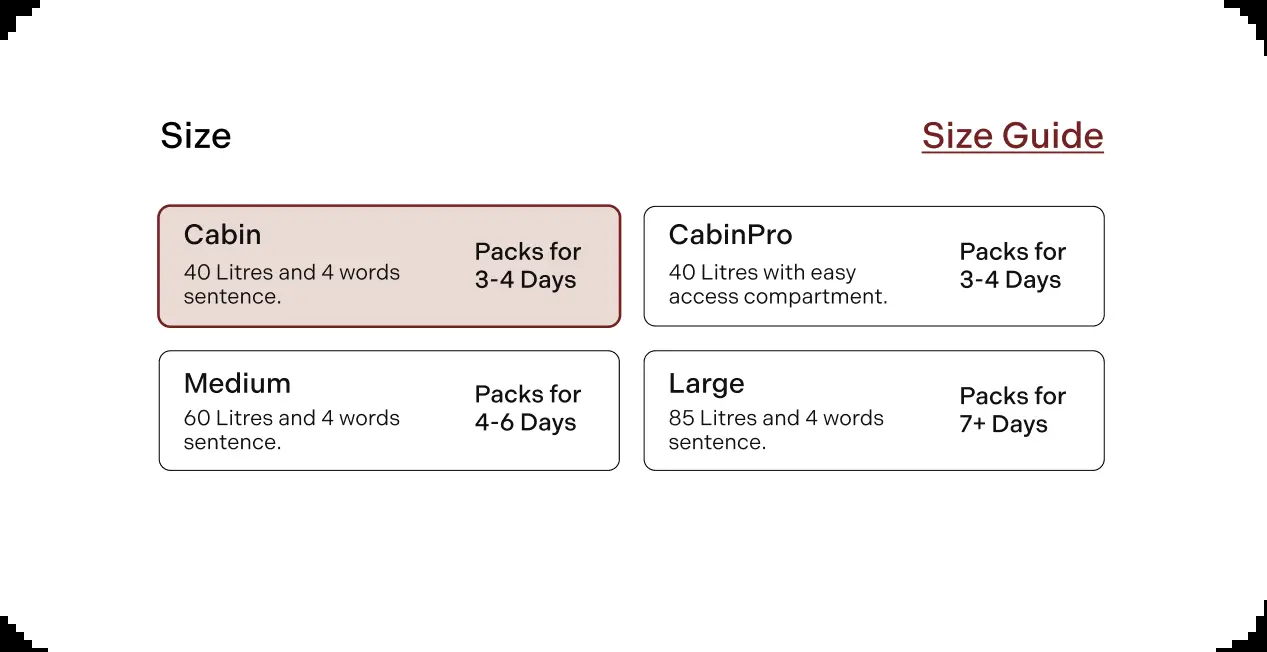 Size
Size Guide
Cabin
40 Litres and 4 words
sentence.
Packs for
3-4 Days
CabinPro
40 Litres with easy
access compartment.
Packs for
3-4 Days
Medium
60 Litres and 4 words
sentence.
Packs for
4-6 Days
Large
85 Litres and 4 words
sentence.
Packs for
7+ Days